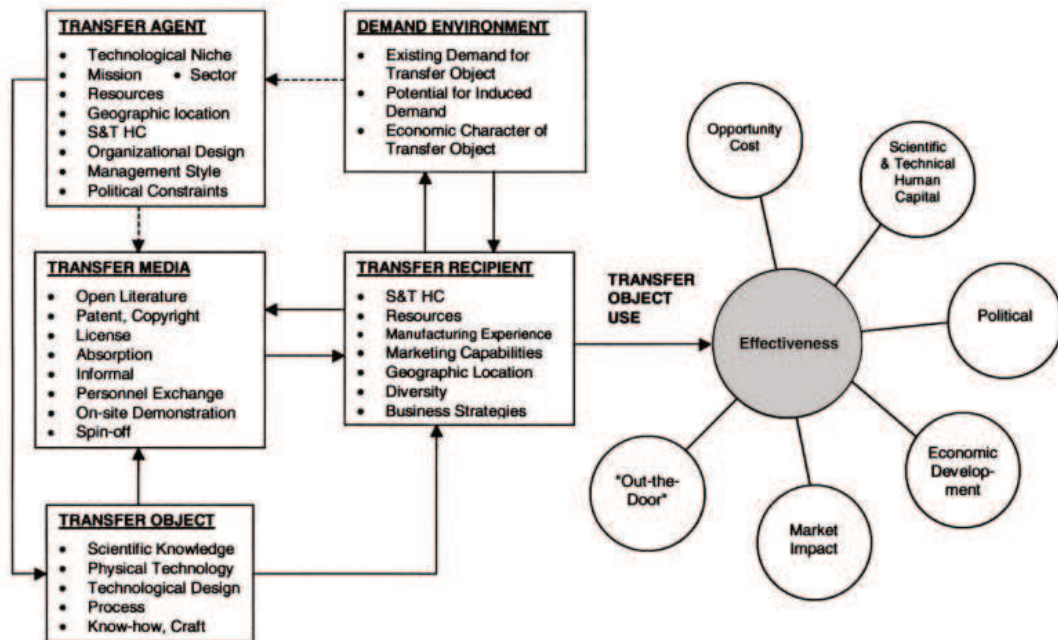 TRANSFER AGENT
• Technological Niche
• Mission • Sector
• Resources
• Geographic location
• S&T HC
• Organizational Design
• Management Style
• Political Constraints
DEMAND ENVIRONMENT
• Existing Demand for
Transfer Object
• Potential for Induced
Demand
• Economic Character of
Transfer Object
TRANSFER MEDIA
• Open Literature
• Patent, Copyright
• License
• Absorption
• Informal
• Personnel Exchange
• On-site Demonstration
• Spin-off
TRANSFER RECIPIENT
• S&T HC
• Resources
• Manufacturing Experience
• Marketing Capabilities
• Geographic Location
• Diversity
• Business Strategies
TRANSFER OBJECT
• Scientific Knowledge
• Physical Technology
• Technological Design
• Process
• Know-how, Craft
TRANSFER
OBJECT
USE
Effectiveness
Opportunity
Cost
Scientific
& Technical
Human
Capital
Political
Economic
Develop-
ment
Market
Impact
"Out-the-
Door"